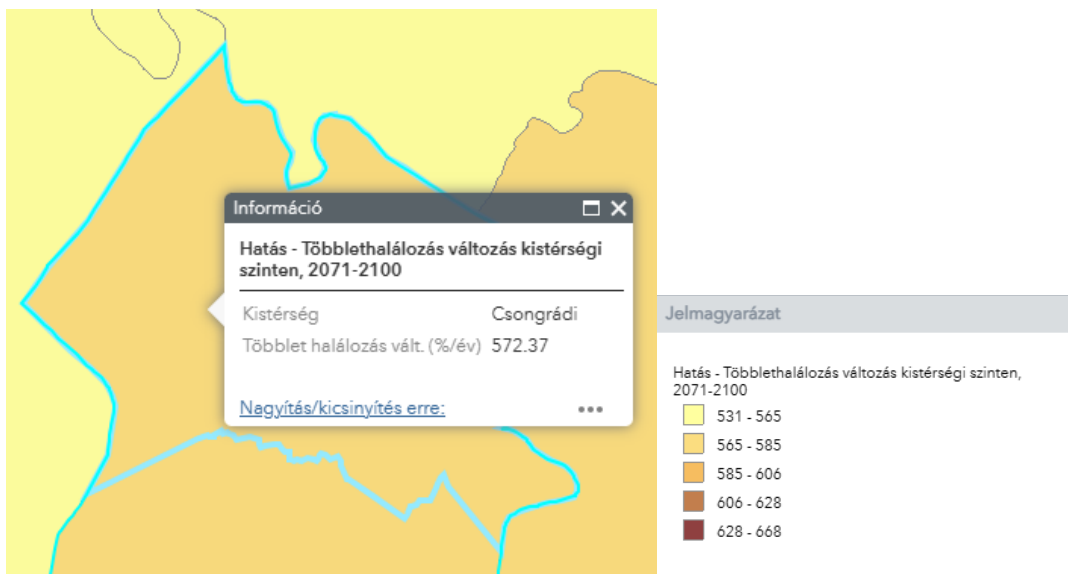 Információ
Hatás - Többlethalálozás változás kistérségi
szinten, 2071-2100
Kistérség Csongrádi
Többlet halálozás vált. (%/év) 572.37
Nagyítás/kicsinyítés erre:
Jelmagyarázat
Hatás - Többlethalálozás változás kistérségi szinten,
2071-2100
531 - 565
565 - 585
585 - 606
606 - 628
628 - 668